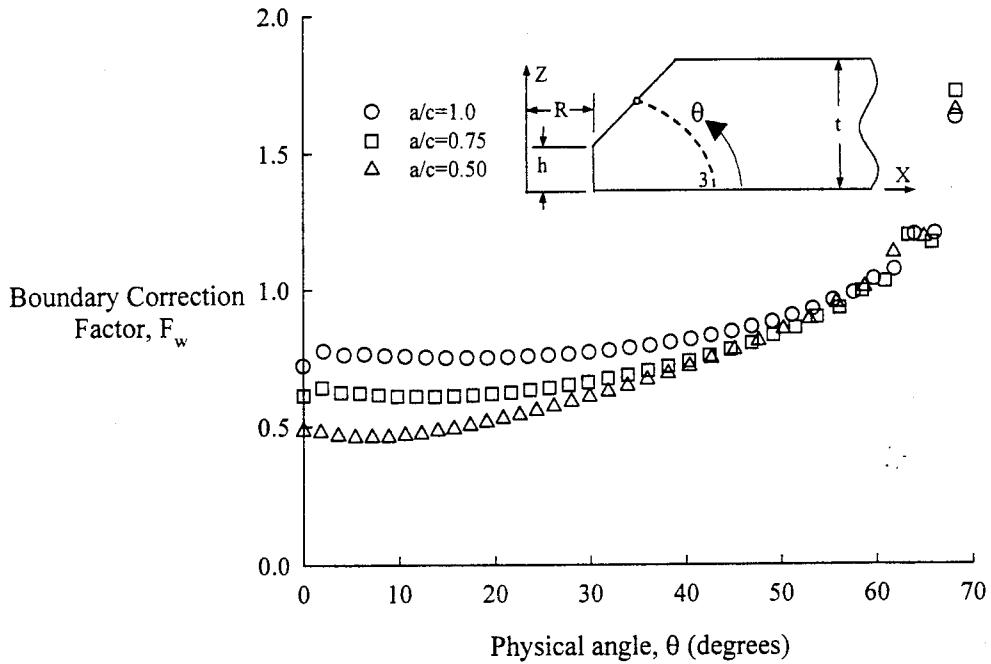 2.0
1.5
1.0
0.5
0.0
Boundary Correction
Factor, F_w
a/c=1.0
a/c=0.75
a/c=0.50
Z
R
h
θ
t
3₁
X
0 10 20 30 40 50 60 70
Physical angle, θ (degrees)